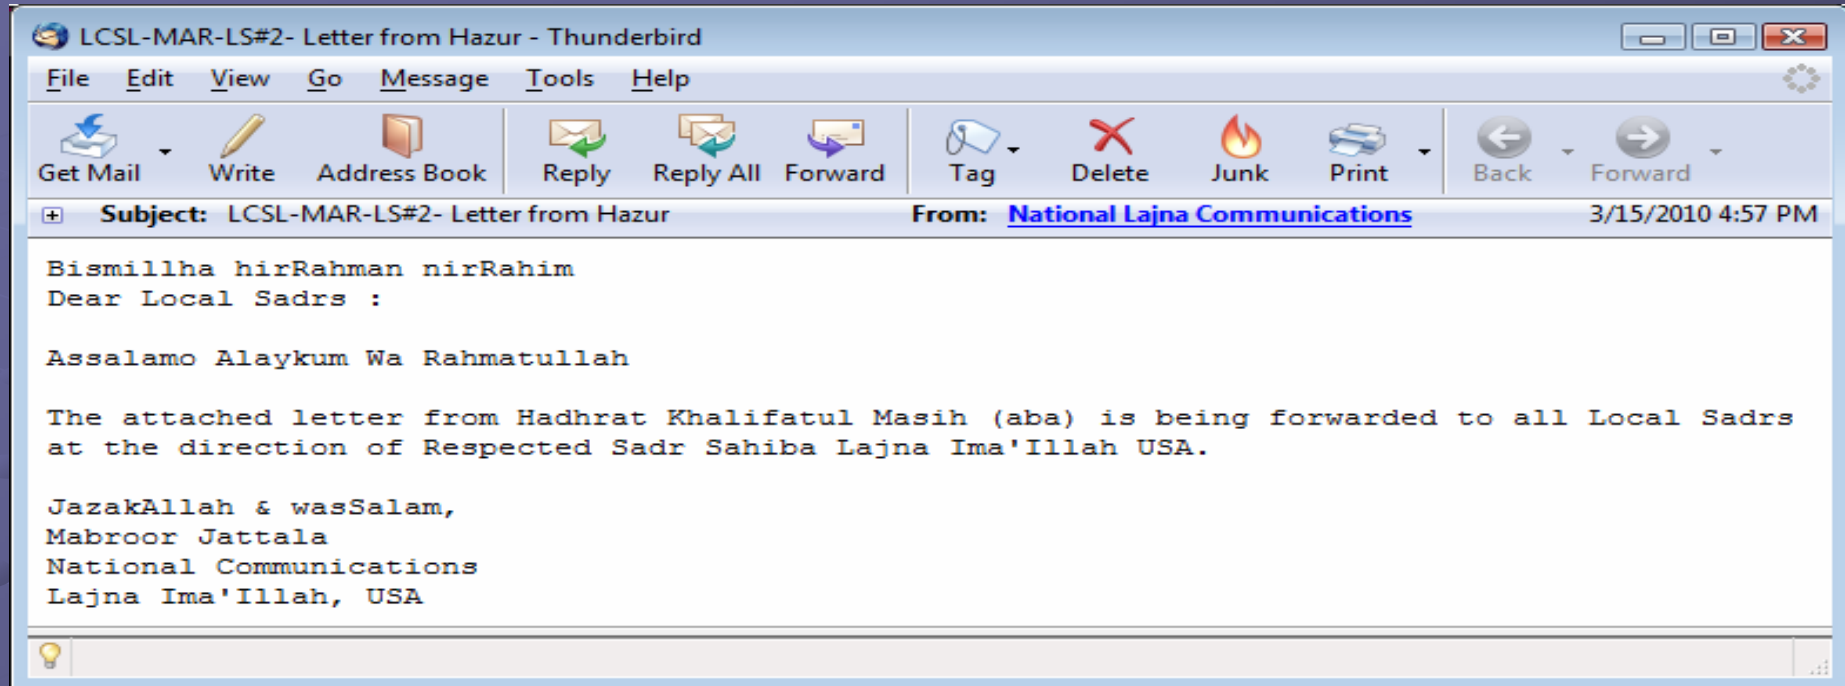 LCSL-MAR-LS#2- Letter from Hazur - Thunderbird
File Edit View Go Message Tools Help
Get Mail Write Address Book Reply Reply All Forward Tag Delete Junk Print Back Forward
Subject: LCSL-MAR-LS#2- Letter from Hazur From: National Lajna Communications 3/15/2010 4:57 PM
Bismillha hirRahman nirRahim
Dear Local Sadrs :
Assalamo Alaykum Wa Rahmatullah
The attached letter from Hadhrat Khalifatul Masih (aba) is being forwarded to all Local Sadrs
at the direction of Respected Sadr Sahiba Lajna Ima'Illah USA.
JazakAllah & wasSalam,
Mabroor Jattala
National Communications
Lajna Ima'Illah, USA